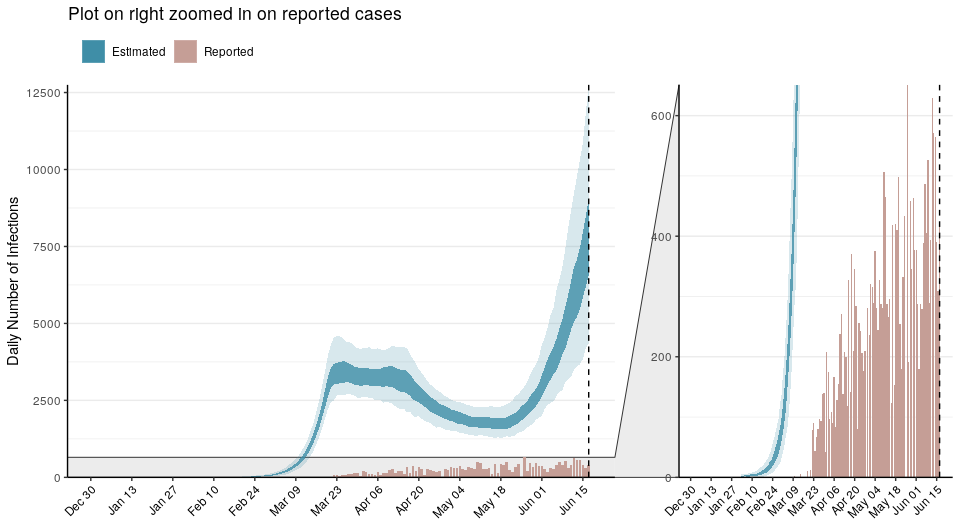 Plot on right zoomed in on reported cases
Estimated Reported
Daily Number of Infections
12500
10000
7500
5000
2500
0
Dec 30 Jan 13 Jan 27 Feb 10 Feb 24 Mar 09 Mar 23 Apr 06 Apr 20 May 04 May 18 Jun 01 Jun 15
600
400
200
0
Dec 30 Jan 13 Jan 27 Feb 10 Feb 24 Mar 09 Mar 23 Apr 06 Apr 20 May 04 May 18 Jun 01 Jun 15